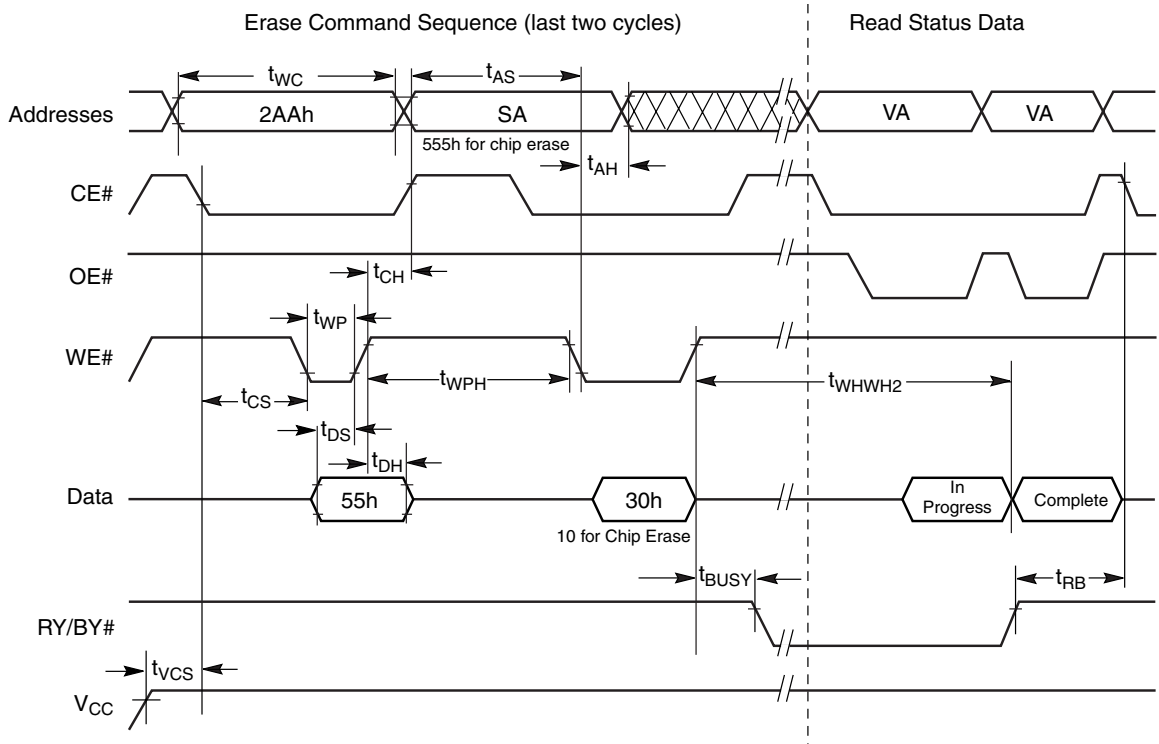 Erase Command Sequence (last two cycles)
Read Status Data
tWC
tAS
Addresses
2AAh
SA
VA
VA
555h for chip erase
tAH
CE#
OE#
tCH
tWP
WE#
tWPH
tWHWH2
tCS
tDS
tDH
Data
55h
30h
In
Progress
Complete
10 for Chip Erase
tBUSY
tRB
RY/BY#
tVCS
VCC